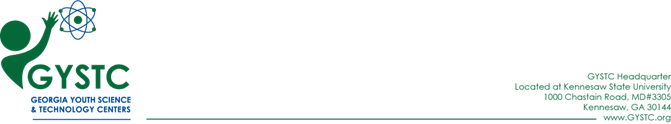 GYSTC
GEORGIA YOUTH SCIENCE
& TECHNOLOGY CENTERS
GYSTC Headquarter
Located at Kennesaw State University
1000 Chastain Road, MD#3305
Kennesaw, GA 30144
www.GYSTC.org